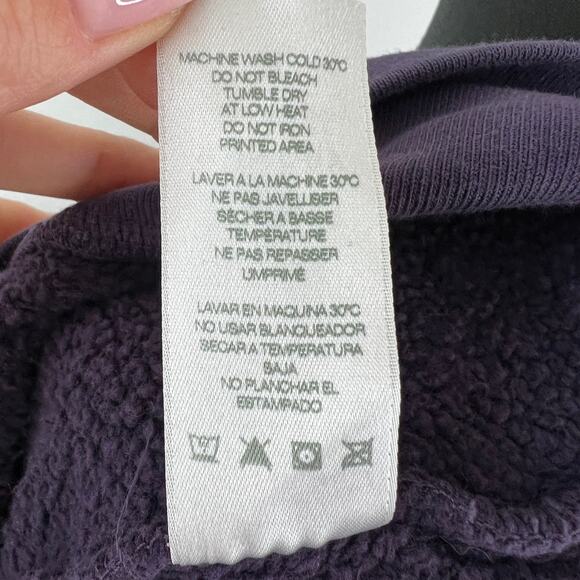 MACHINE WASH COLD 30°C
DO NOT BLEACH
TUMBLE DRY
AT LOW HEAT
DO NOT IRON
PRINTED AREA
LAVER A LA MACHINE 30°C
NE PAS JAVELLISER
SÉCHER A BASSE
TEMPÉRATURE
NE PAS REPASSER
L'IMPRIMÉ
LAVAR EN MAQUINA 30°C
NO USAR BLANQUEADOR
SECAR A TEMPERATURA
BAJA
NO PLANCHAR EL
ESTAMPADO